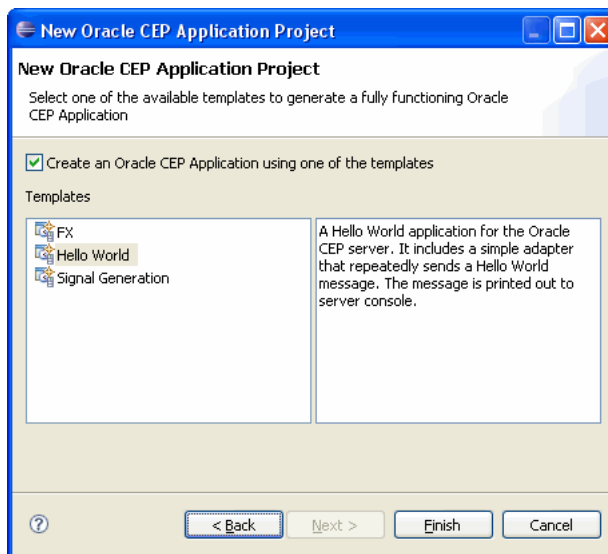 New Oracle CEP Application Project
New Oracle CEP Application Project
Select one of the available templates to generate a fully functioning Oracle
CEP Application
Create an Oracle CEP Application using one of the templates
Templates
FX
Hello World
Signal Generation
A Hello World application for the Oracle
CEP server. It includes a simple adapter
that repeatedly sends a Hello World
message. The message is printed out to
server console.
?
< Back
Next >
Finish
Cancel